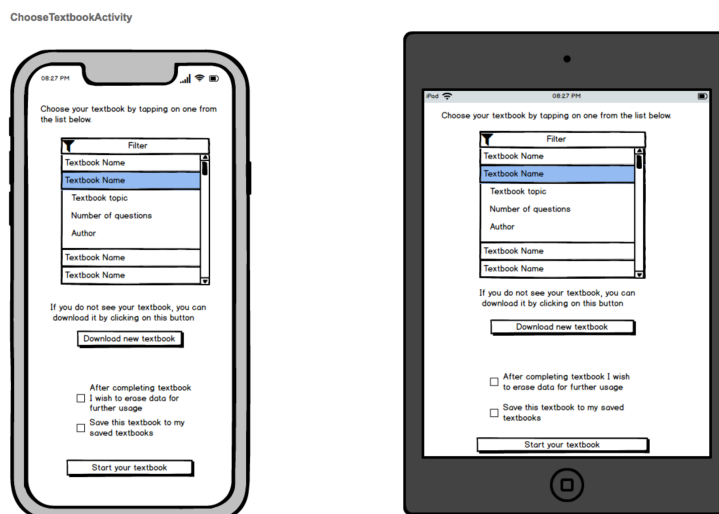 ChooseTextbookActivity
08:27 PM
Choose your textbook by tapping on one from
the list below.
Filter
Textbook Name
Textbook Name
Textbook topic
Number of questions
Author
Textbook Name
Textbook Name
If you do not see your textbook, you can
download it by clicking on this button
Download new textbook
After completing textbook
I wish to erase data for
further usage
Save this textbook to my
saved textbooks
Start your textbook
iPod
08:27 PM
Choose your textbook by tapping on one from the list below.
Filter
Textbook Name
Textbook Name
Textbook topic
Number of questions
Author
Textbook Name
Textbook Name
If you do not see your textbook, you can
download it by clicking on this button
Download new textbook
After completing textbook I wish
to erase data for further usage
Save this textbook to my saved
textbooks
Start your textbook